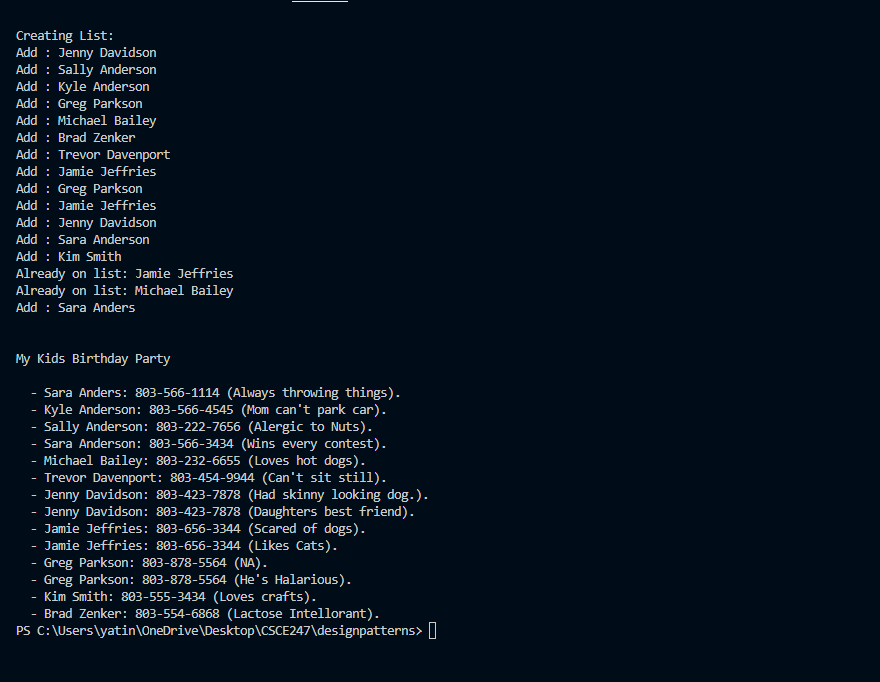 Creating List:
Add : Jenny Davidson
Add : Sally Anderson
Add : Kyle Anderson
Add : Greg Parkson
Add : Michael Bailey
Add : Brad Zenker
Add : Trevor Davenport
Add : Jamie Jeffries
Add : Greg Parkson
Add : Jamie Jeffries
Add : Jenny Davidson
Add : Sara Anderson
Add : Kim Smith
Already on list: Jamie Jeffries
Already on list: Michael Bailey
Add : Sara Anders
My Kids Birthday Party
- Sara Anders: 803-566-1114 (Always throwing things).
- Kyle Anderson: 803-566-4545 (Mom can't park car).
- Sally Anderson: 803-222-7656 (Alergic to Nuts).
- Sara Anderson: 803-566-3434 (Wins every contest).
- Michael Bailey: 803-232-6655 (Loves hot dogs).
- Trevor Davenport: 803-454-9944 (Can't sit still).
- Jenny Davidson: 803-423-7878 (Had skinny looking dog.).
- Jenny Davidson: 803-423-7878 (Daughters best friend).
- Jamie Jeffries: 803-656-3344 (Scared of dogs).
- Jamie Jeffries: 803-656-3344 (Likes Cats).
- Greg Parkson: 803-878-5564 (NA).
- Greg Parkson: 803-878-5564 (He's Halarious).
- Kim Smith: 803-555-3434 (Loves crafts).
- Brad Zenker: 803-554-6868 (Lactose Intellorant).
PS C:\Users\yatin\OneDrive\Desktop\CSCE247\designpatterns>